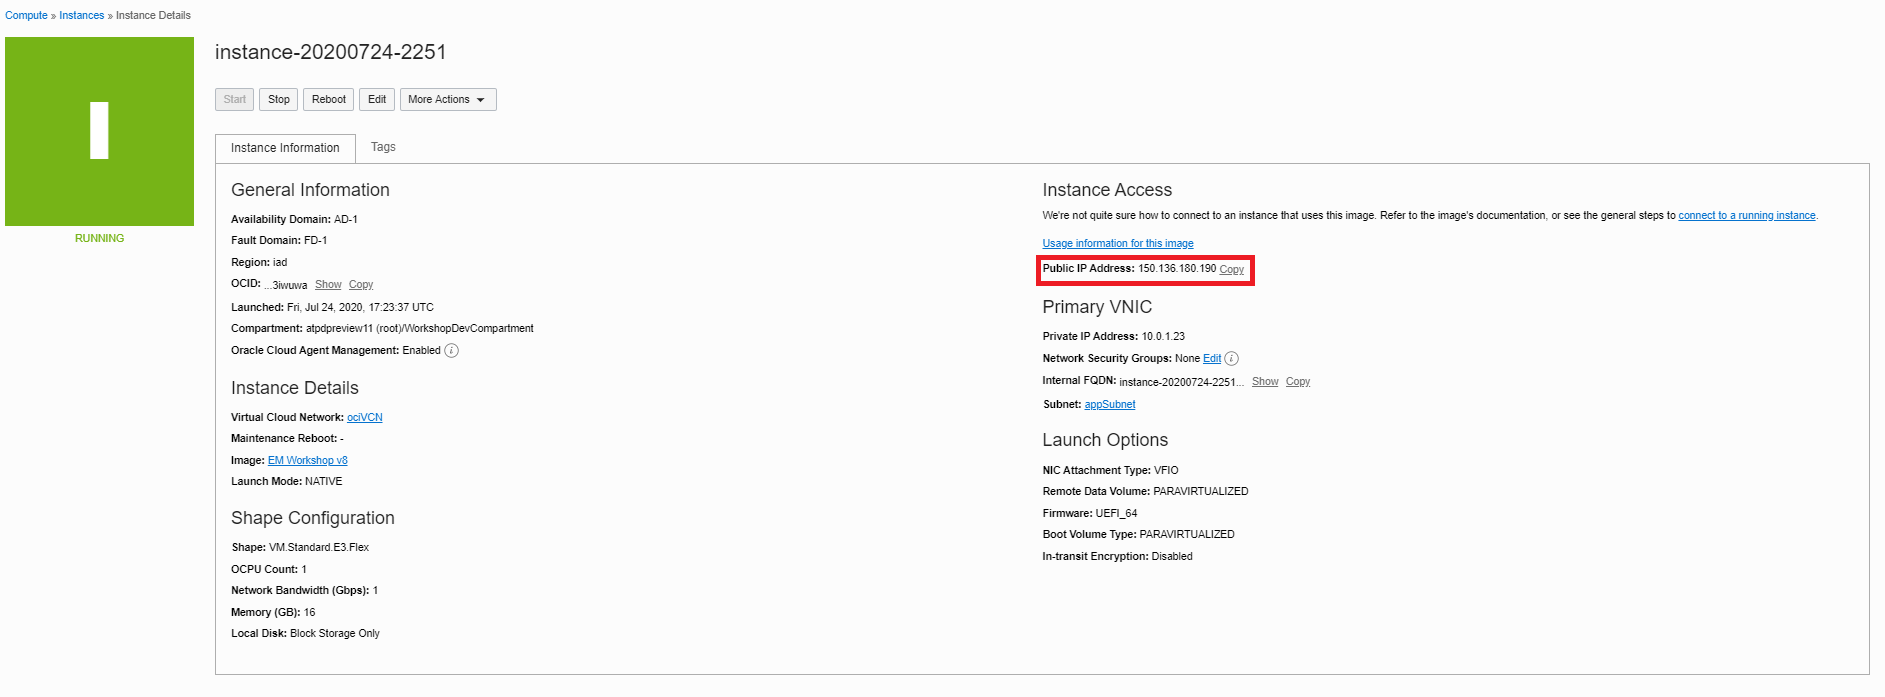 Compute » Instances » Instance Details
I
RUNNING
instance-20200724-2251
Start Stop Reboot Edit More Actions
Instance Information Tags
General Information
Availability Domain: AD-1
Fault Domain: FD-1
Region: iad
OCID: ...3iwuwa Show Copy
Launched: Fri, Jul 24, 2020, 17:23:37 UTC
Compartment: atpdpreview11 (root)/WorkshopDevCompartment
Oracle Cloud Agent Management: Enabled i
Instance Details
Virtual Cloud Network: ociVCN
Maintenance Reboot: -
Image: EM Workshop v8
Launch Mode: NATIVE
Shape Configuration
Shape: VM.Standard.E3.Flex
OCPU Count: 1
Network Bandwidth (Gbps): 1
Memory (GB): 16
Local Disk: Block Storage Only
Instance Access
We're not quite sure how to connect to an instance that uses this image. Refer to the image's documentation, or see the general steps to connect to a running instance.
Usage information for this image
Public IP Address: 150.136.180.190 Copy
Primary VNIC
Private IP Address: 10.0.1.23
Network Security Groups: None Edit i
Internal FQDN: instance-20200724-2251... Show Copy
Subnet: appSubnet
Launch Options
NIC Attachment Type: VFIO
Remote Data Volume: PARAVIRTUALIZED
Firmware: UEFI_64
Boot Volume Type: PARAVIRTUALIZED
In-transit Encryption: Disabled